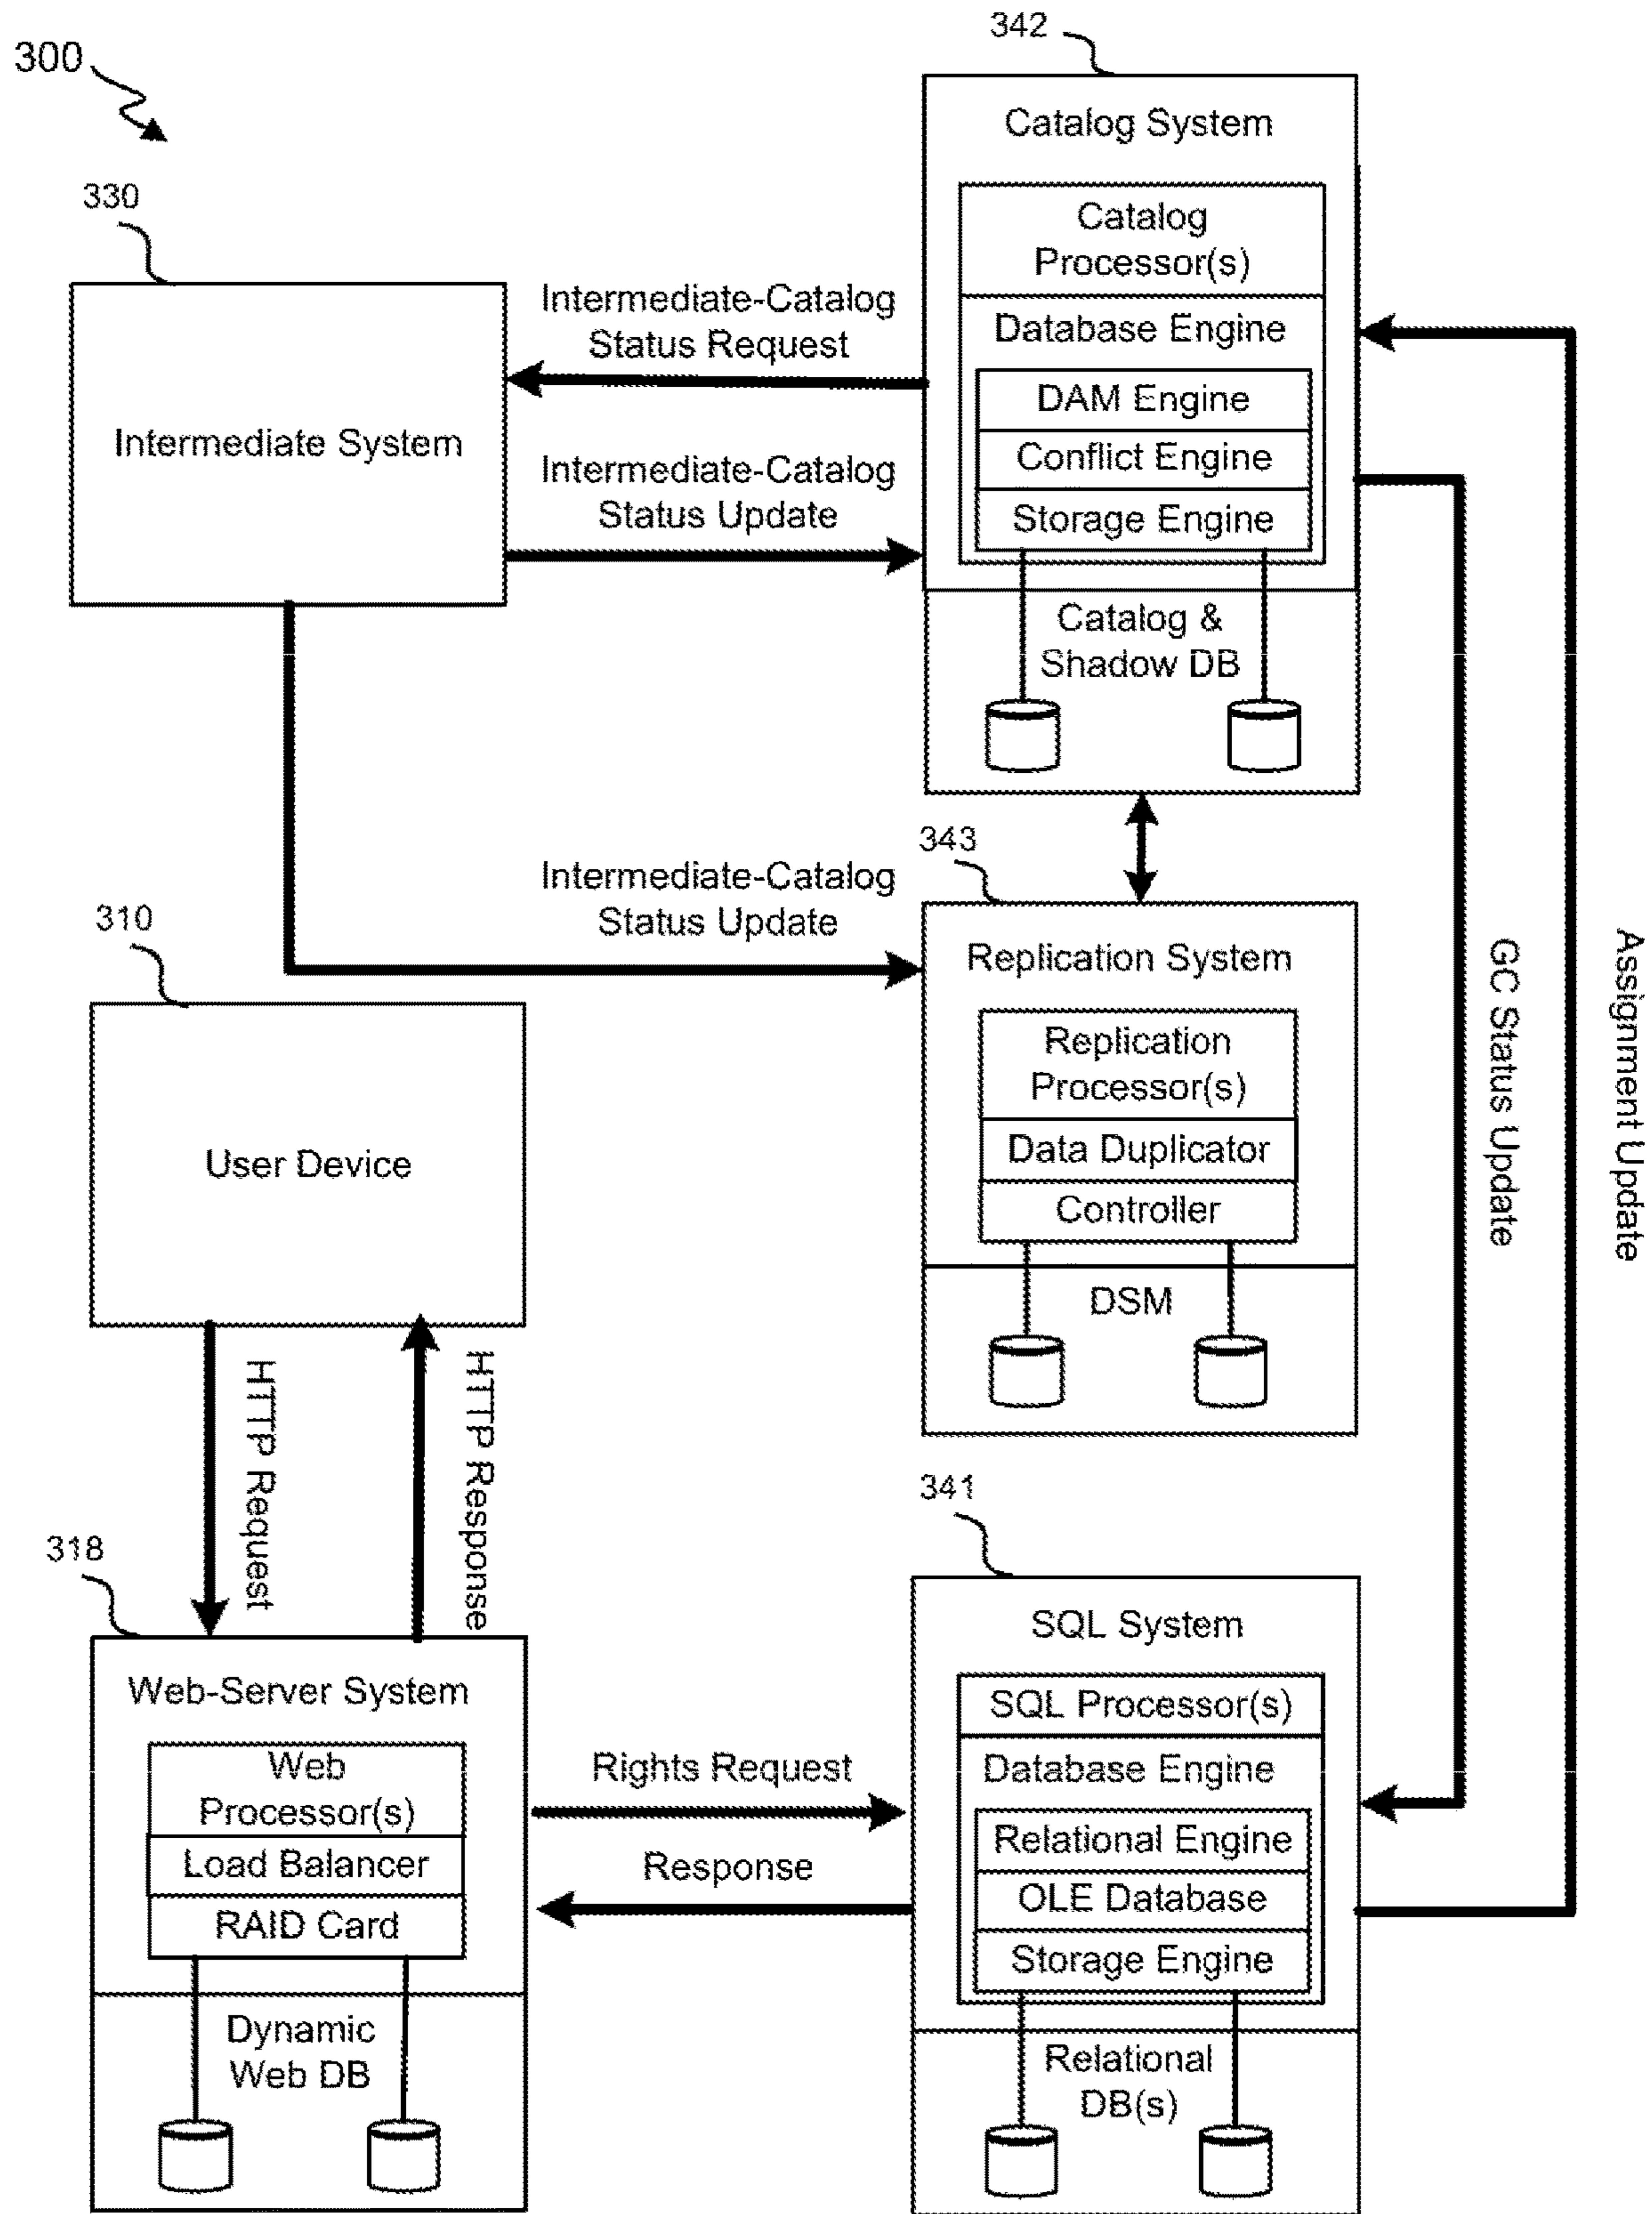 300
342
Catalog System
Catalog
Processor(s)
Database Engine
DAM Engine
Conflict Engine
Storage Engine
Catalog &
Shadow DB
330
Intermediate System
Intermediate-Catalog
Status Request
Intermediate-Catalog
Status Update
Intermediate-Catalog
Status Update
343
Replication System
Replication
Processor(s)
Data Duplicator
Controller
DSM
GC Status Update
Assignment Update
310
User Device
HTTP Request
HTTP Response
318
Web-Server System
Web
Processor(s)
Load Balancer
RAID Card
Dynamic
Web DB
Rights Request
Response
341
SQL System
SQL Processor(s)
Database Engine
Relational Engine
OLE Database
Storage Engine
Relational
DB(s)